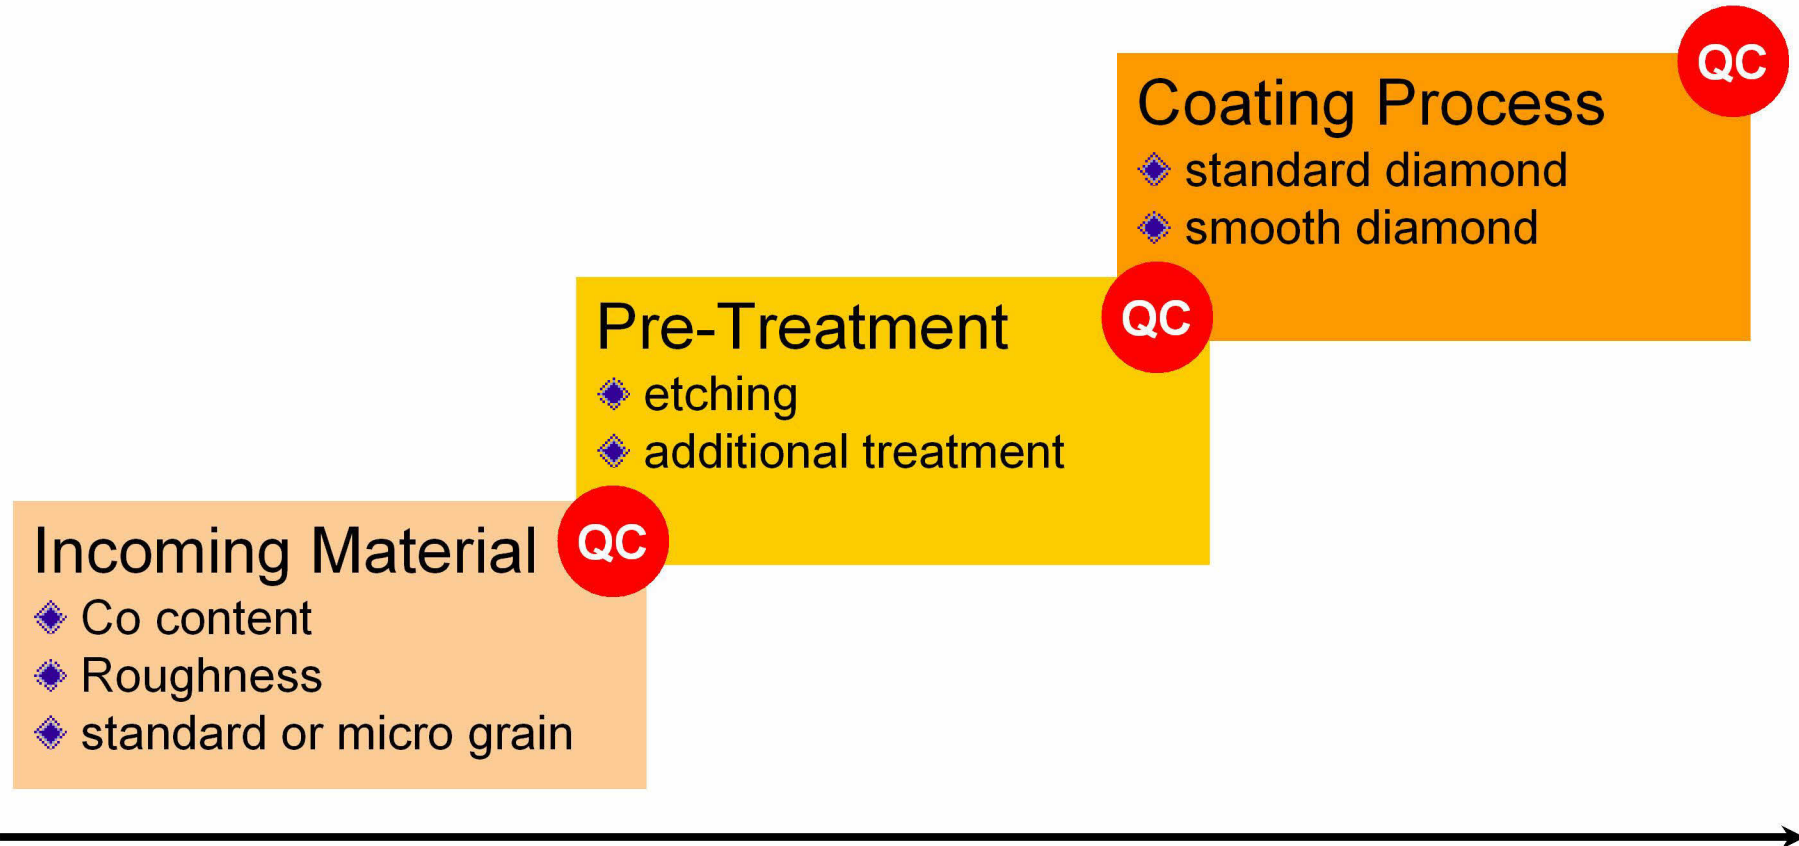 QC
Coating Process
standard diamond
smooth diamond
QC
Pre-Treatment
etching
additional treatment
QC
Incoming Material
Co content
Roughness
standard or micro grain